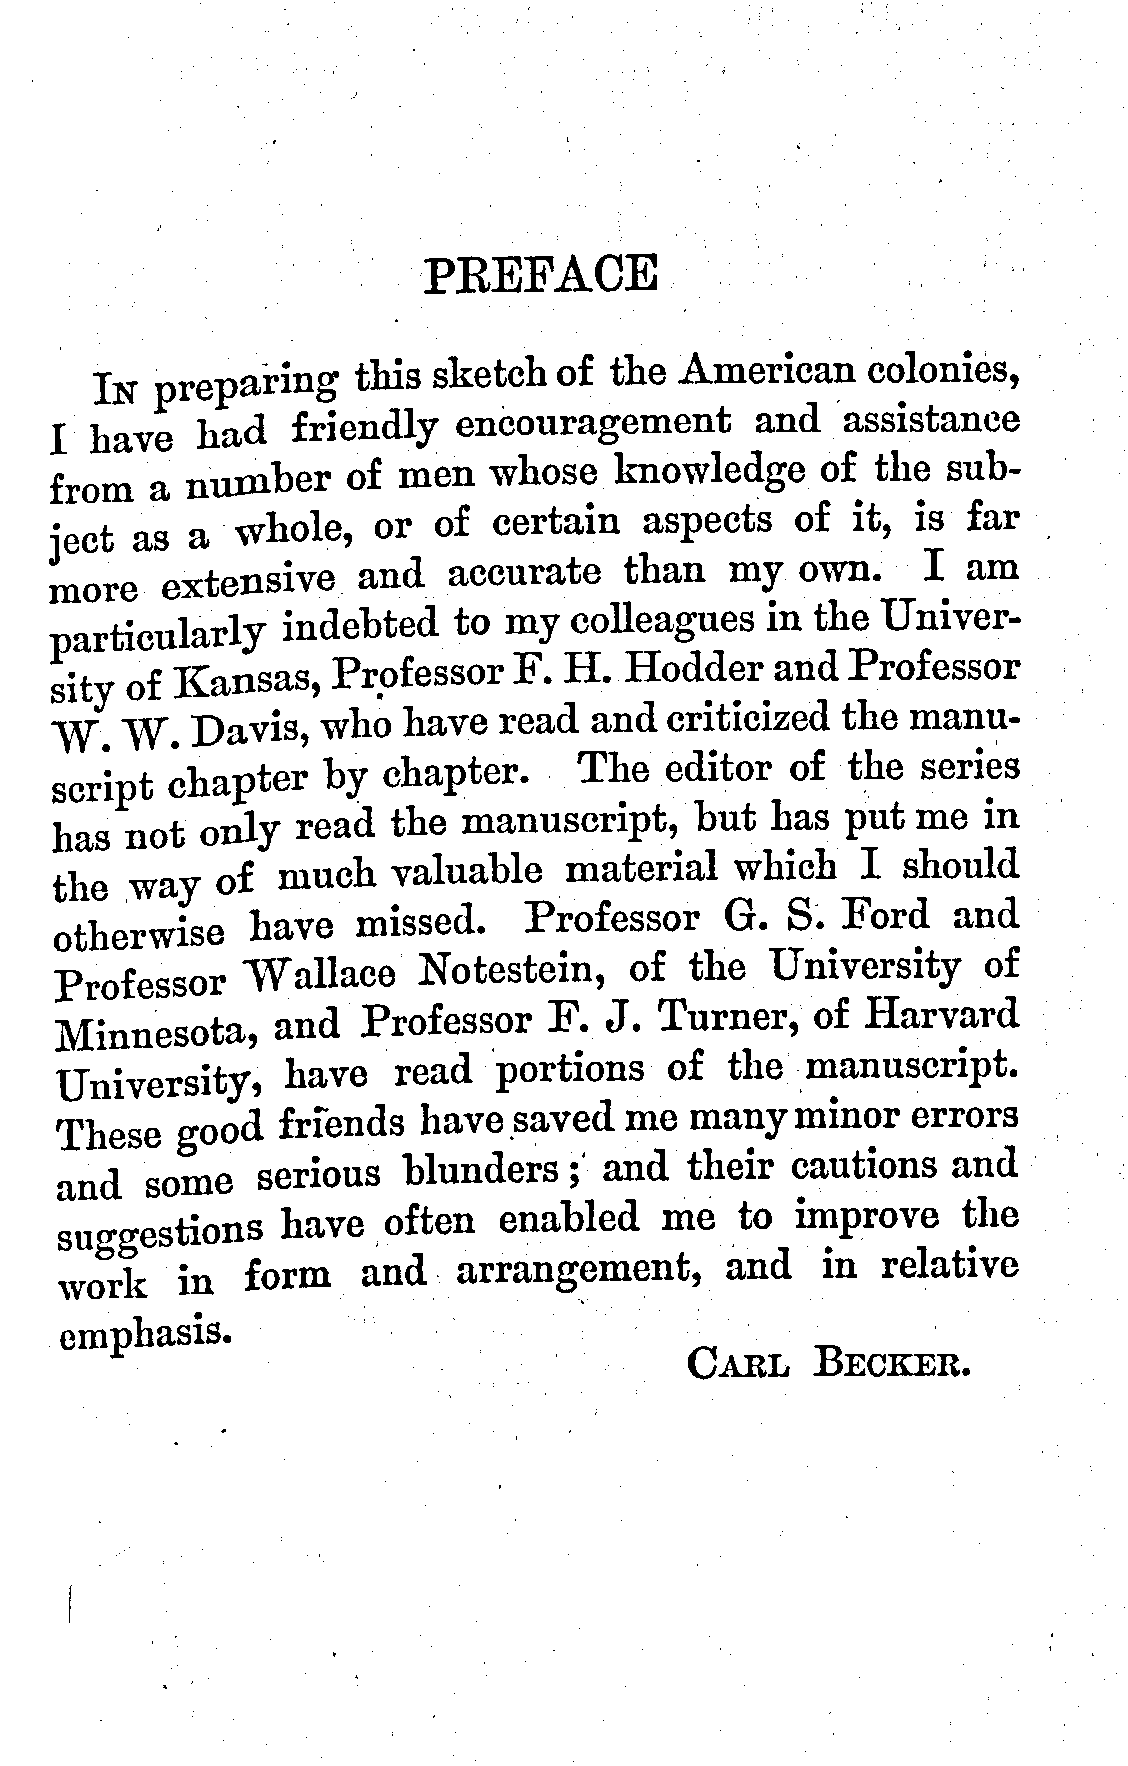 PREFACE
In preparing this sketch of the American colonies,
I have had friendly encouragement and assistance
from a number of men whose knowledge of the sub-
ject as a whole, or of certain aspects of it, is far
more extensive and accurate than my own. I am
particularly indebted to my colleagues in the Univer-
sity of Kansas, Professor F. H. Hodder and Professor
W. W. Davis, who have read and criticized the manu-
script chapter by chapter. The editor of the series
has not only read the manuscript, but has put me in
the way of much valuable material which I should
otherwise have missed. Professor G. S. Ford and
Professor Wallace Notestein, of the University of
Minnesota, and Professor F. J. Turner, of Harvard
University, have read portions of the manuscript.
These good friends have saved me many minor errors
and some serious blunders; and their cautions and
suggestions have often enabled me to improve the
work in form and arrangement, and in relative
emphasis.
Carl Becker.